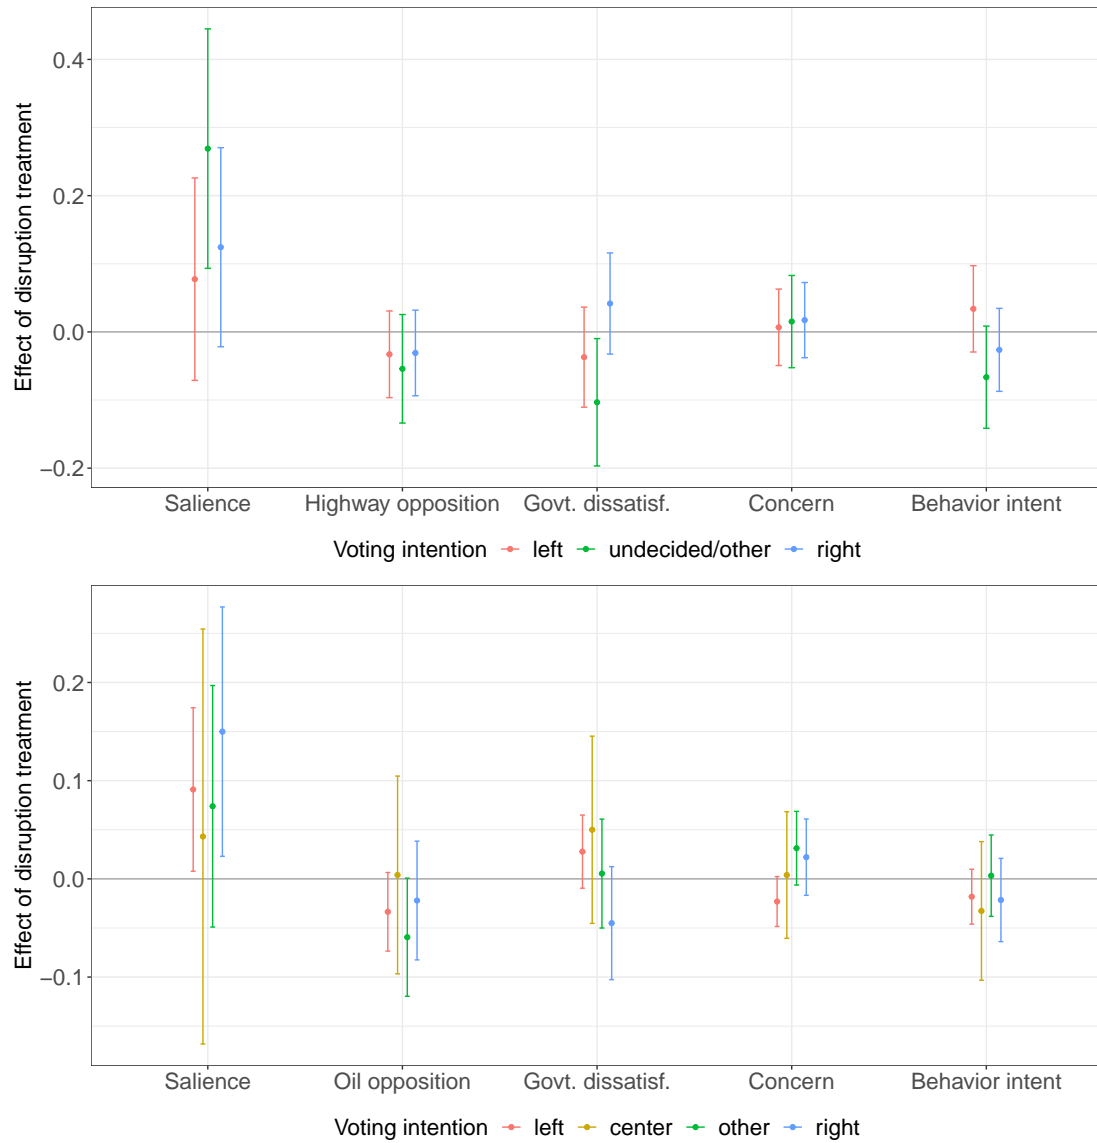 Effect of disruption treatment
0.4
0.2
0.0
−0.2
Salience Highway opposition Govt. dissatisf. Concern Behavior intent
Voting intention left undecided/other right
Effect of disruption treatment
0.2
0.1
0.0
−0.1
Salience Oil opposition Govt. dissatisf. Concern Behavior intent
Voting intention left center other right